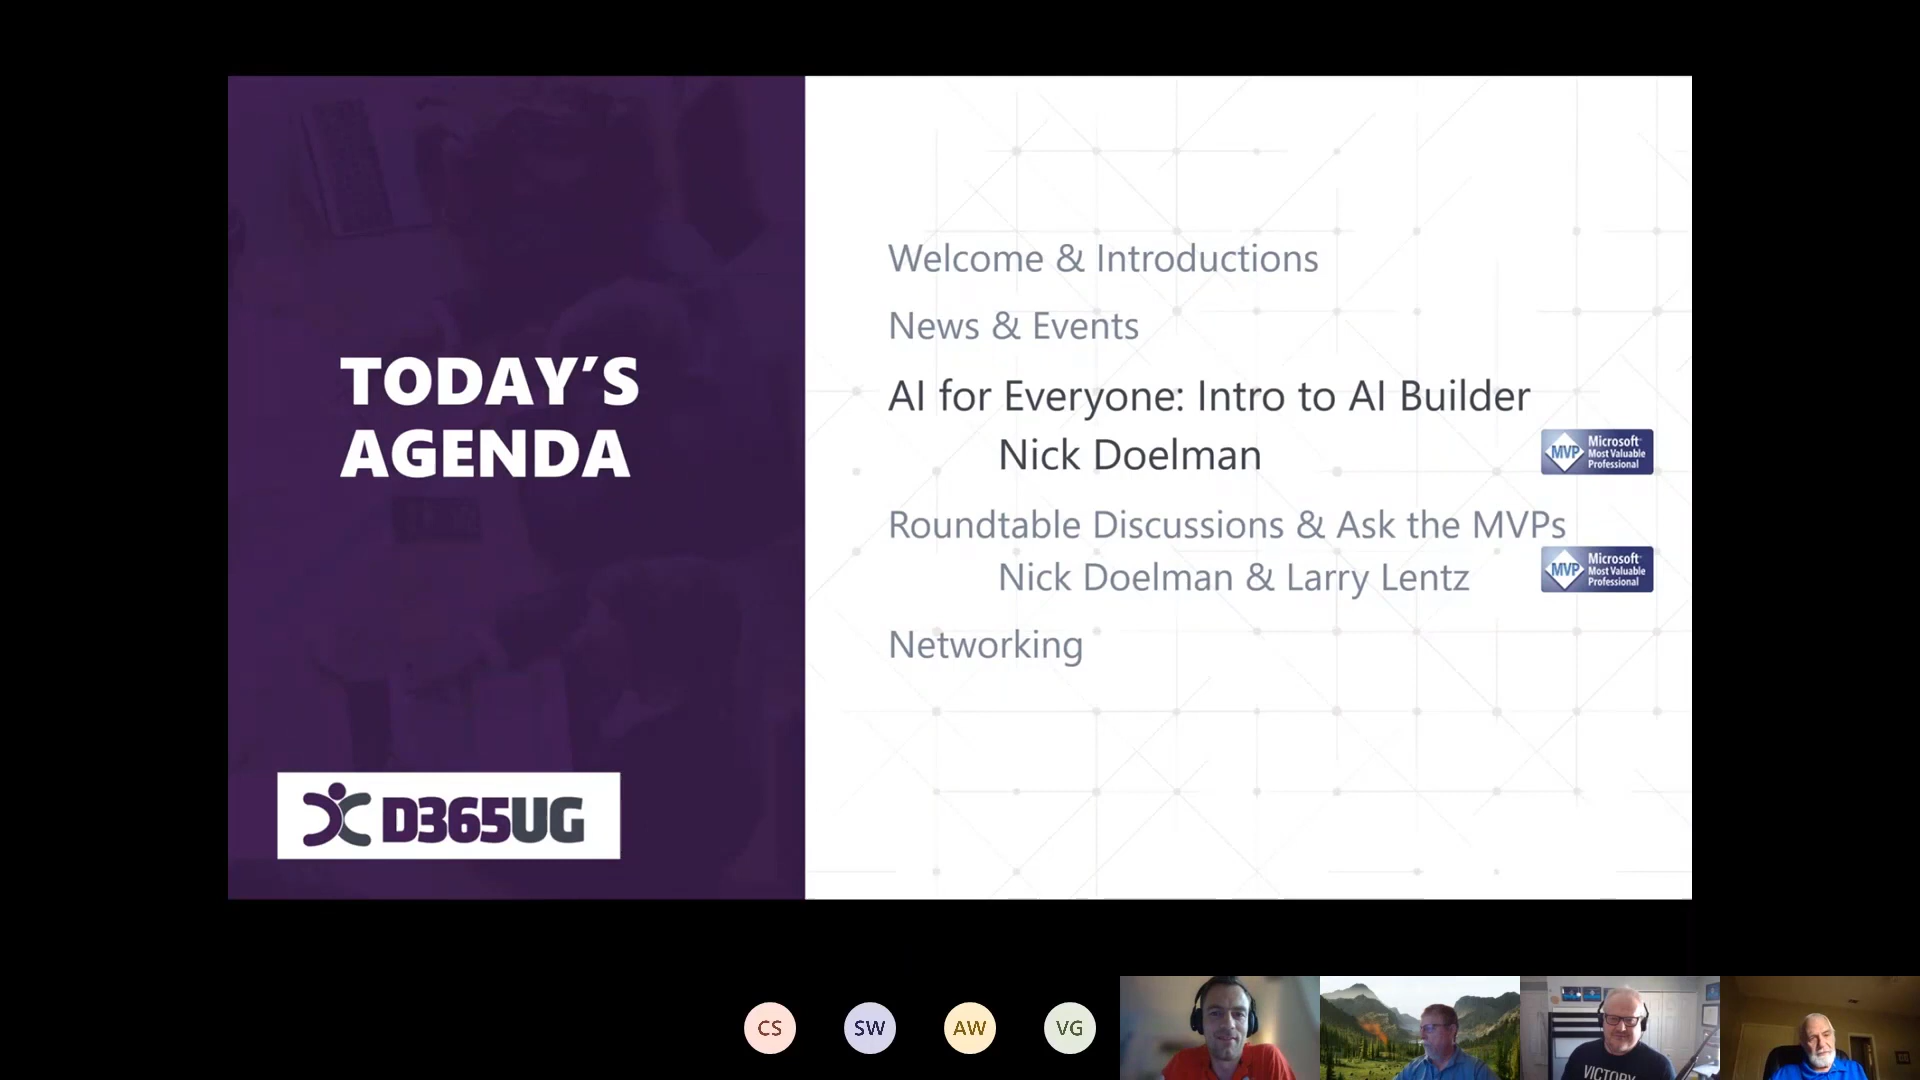 TODAY'S
AGENDA
D365UG
Welcome & Introductions
News & Events
AI for Everyone: Intro to AI Builder
Nick Doelman
MVP Microsoft Most Valuable Professional
Roundtable Discussions & Ask the MVPs
Nick Doelman & Larry Lentz
MVP Microsoft Most Valuable Professional
Networking
CS
SW
AW
VG
VICTORY